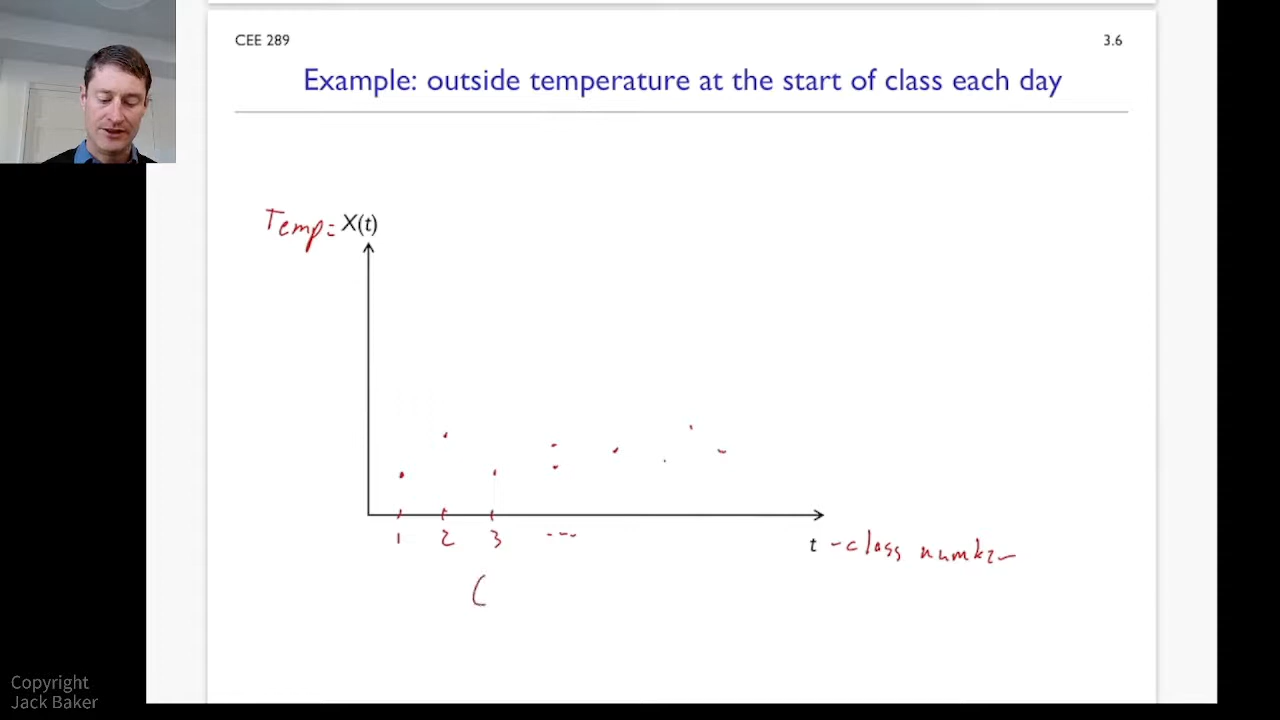 CEE 289 3.6
Example: outside temperature at the start of class each day
Temp = X(t)
1 2 3 ---
t - class number
(
Copyright
Jack Baker